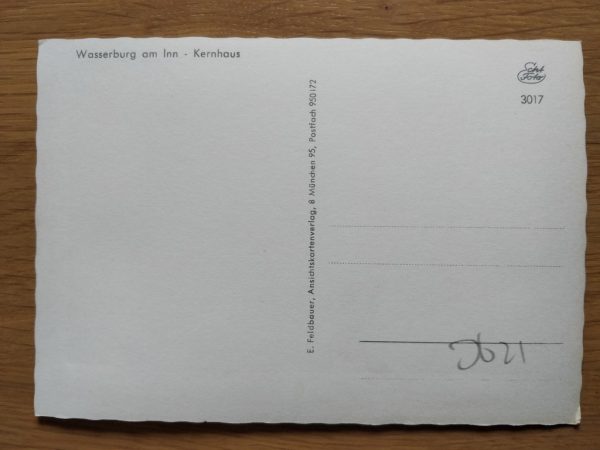 Wasserburg am Inn - Kernhaus
Echt
Foto
3017
E. Feldbauer, Ansichtskartenverlag, 8 München 95, Postfach 950172